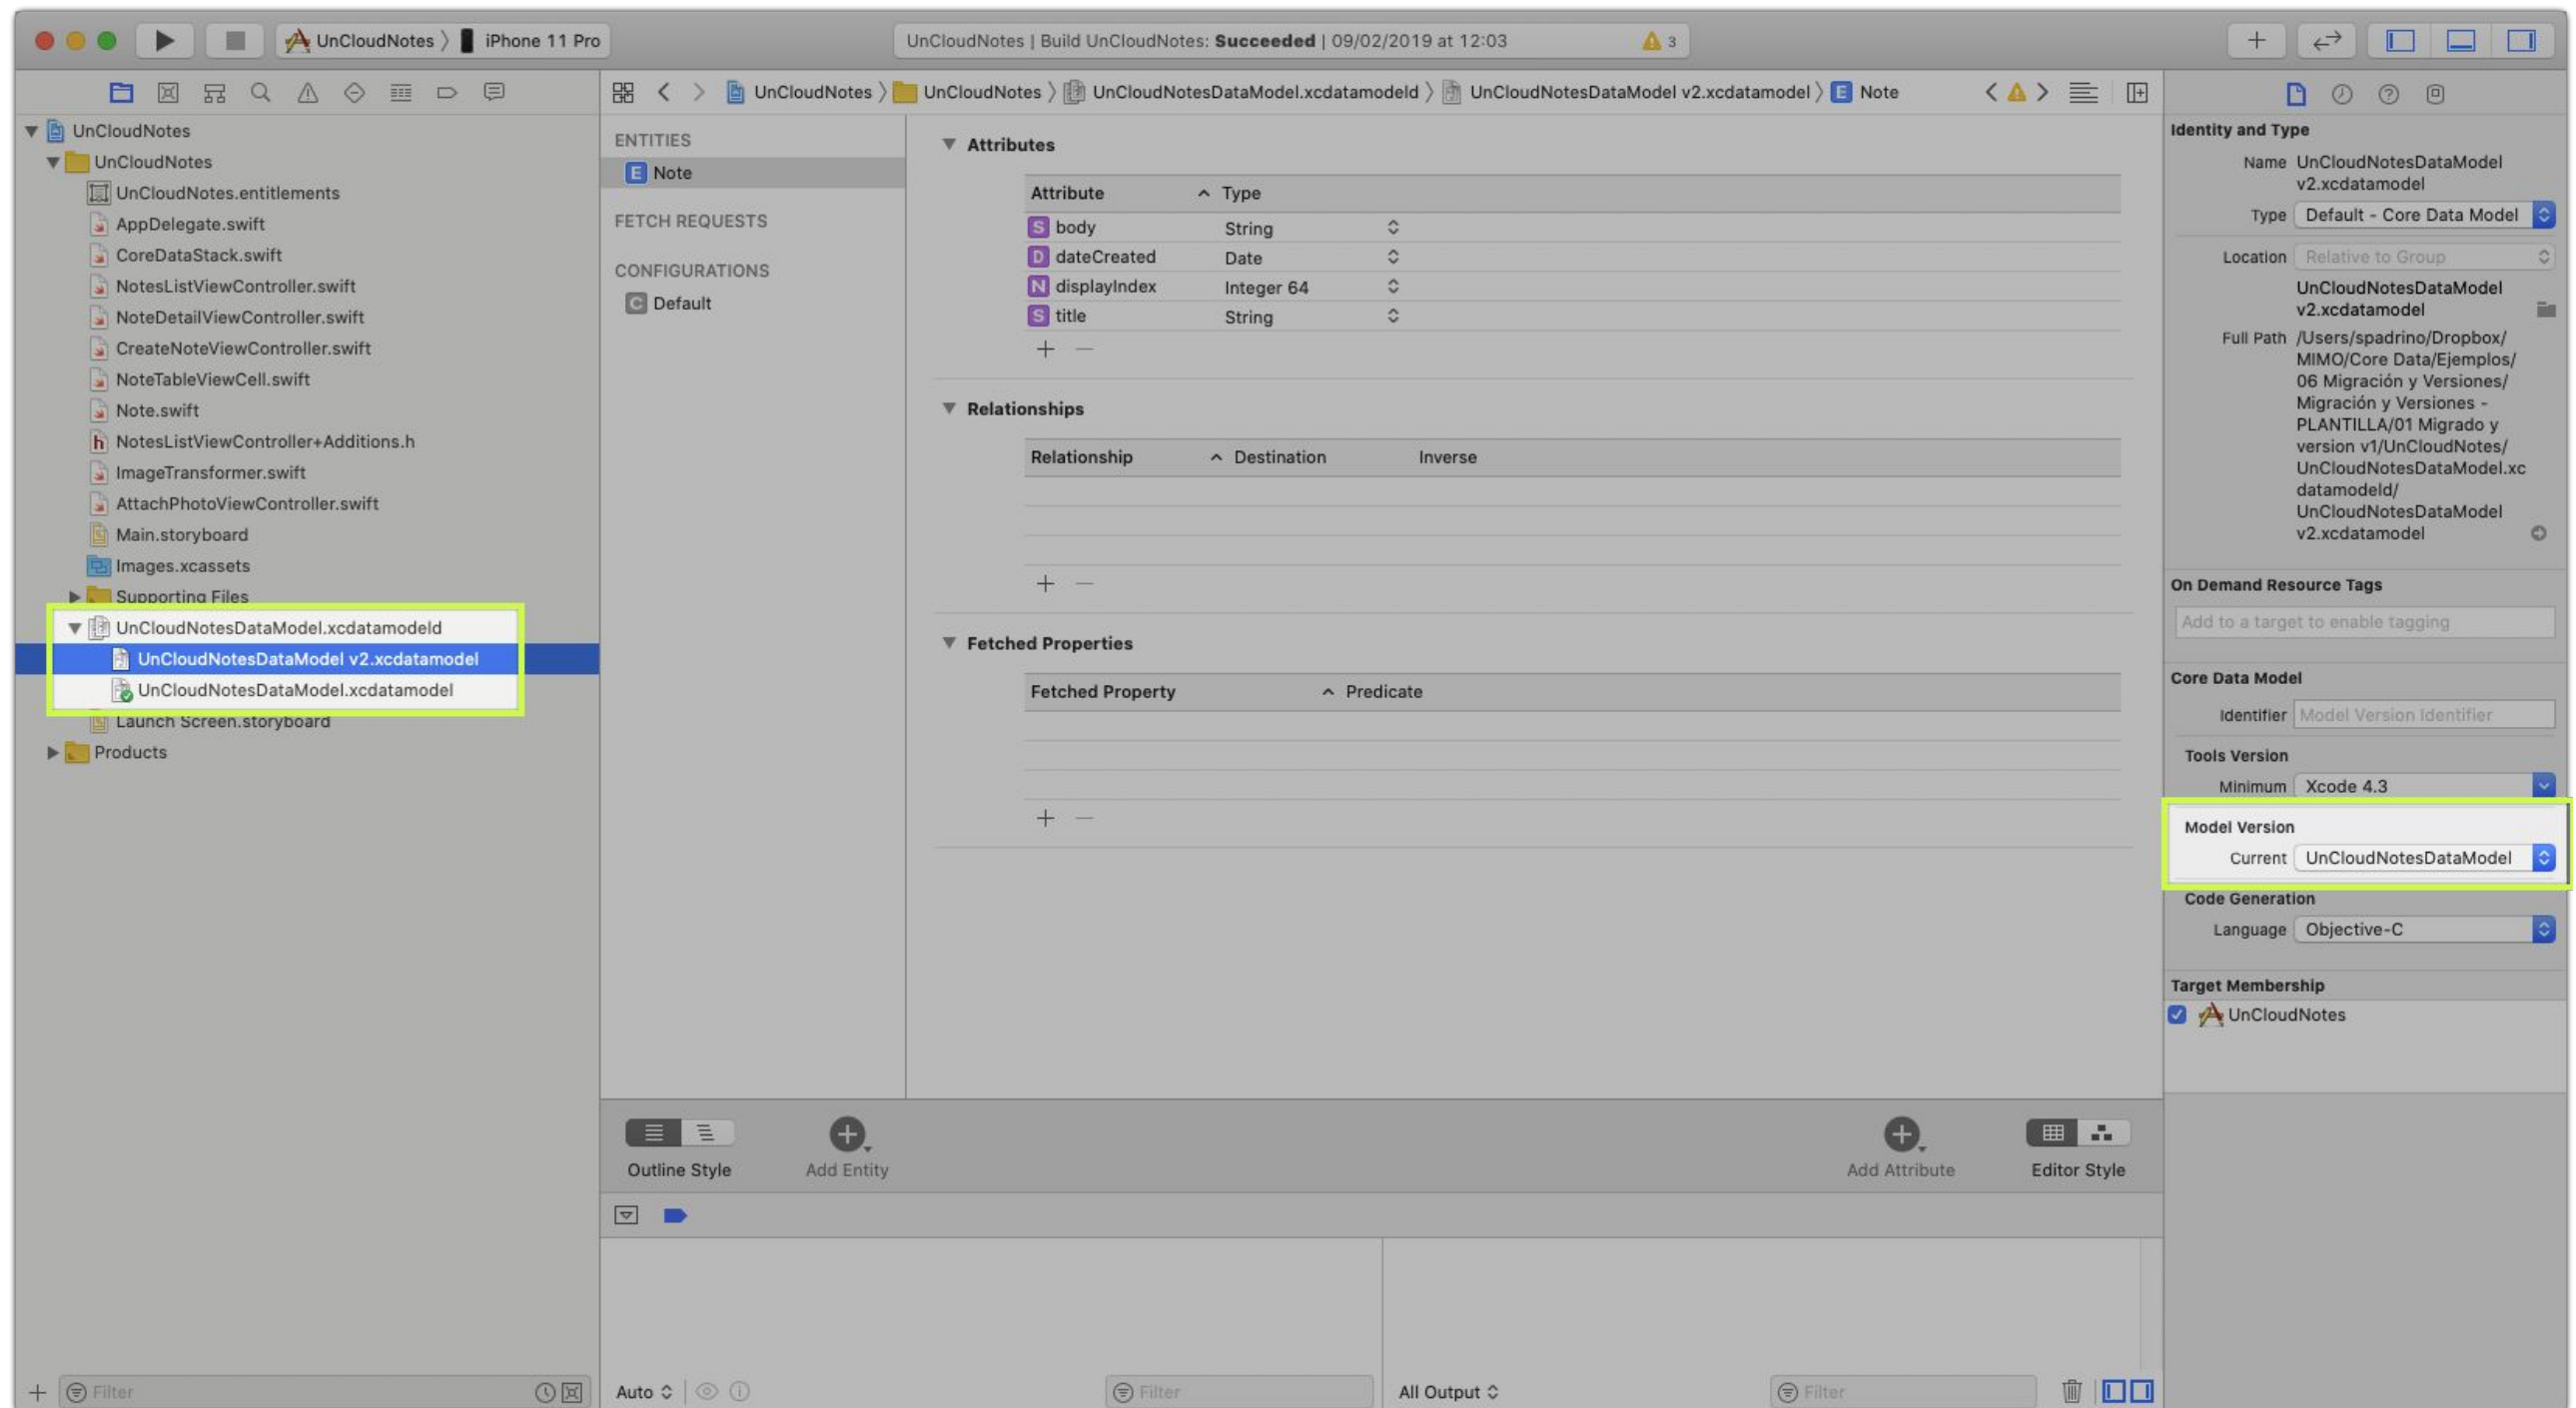 UnCloudNotes 〉 iPhone 11 Pro
UnCloudNotes | Build UnCloudNotes: Succeeded | 09/02/2019 at 12:03
3
UnCloudNotes
UnCloudNotes
UnCloudNotes.entitlements
AppDelegate.swift
CoreDataStack.swift
NotesListViewController.swift
NoteDetailViewController.swift
CreateNoteViewController.swift
NoteTableViewCell.swift
Note.swift
h NotesListViewController+Additions.h
ImageTransformer.swift
AttachPhotoViewController.swift
Main.storyboard
Images.xcassets
Supporting Files
UnCloudNotesDataModel.xcdatamodeld
UnCloudNotesDataModel v2.xcdatamodel
UnCloudNotesDataModel.xcdatamodel
Launch Screen.storyboard
Products
Filter
UnCloudNotes 〉 UnCloudNotes 〉 UnCloudNotesDataModel.xcdatamodeld 〉 UnCloudNotesDataModel v2.xcdatamodel 〉 E Note
ENTITIES
E Note
FETCH REQUESTS
CONFIGURATIONS
C Default
Attributes
Attribute Type
S body String
D dateCreated Date
N displayIndex Integer 64
S title String
+ —
Relationships
Relationship Destination Inverse
+ —
Fetched Properties
Fetched Property Predicate
+ —
Outline Style
Add Entity
Add Attribute
Editor Style
Auto
Filter
All Output
Filter
Identity and Type
Name UnCloudNotesDataModel
v2.xcdatamodel
Type Default - Core Data Model
Location Relative to Group
UnCloudNotesDataModel
v2.xcdatamodel
Full Path /Users/spadrino/Dropbox/
MIMO/Core Data/Ejemplos/
06 Migración y Versiones/
Migración y Versiones -
PLANTILLA/01 Migrado y
version v1/UnCloudNotes/
UnCloudNotesDataModel.xc
datamodeld/
UnCloudNotesDataModel
v2.xcdatamodel
On Demand Resource Tags
Add to a target to enable tagging
Core Data Model
Identifier Model Version Identifier
Tools Version
Minimum Xcode 4.3
Model Version
Current UnCloudNotesDataModel
Code Generation
Language Objective-C
Target Membership
UnCloudNotes